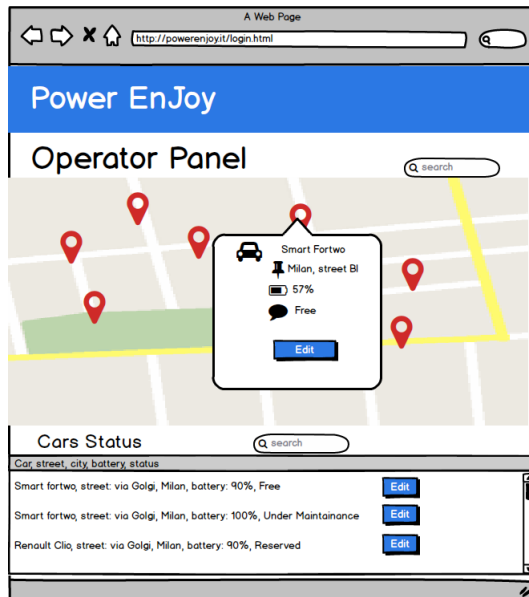 A Web Page
http://powerenjoy.it/login.html
Power EnJoy
Operator Panel
search
Smart Fortwo
Milan, street Bl
57%
Free
Edit
Cars Status
search
Car, street, city, battery, status
Smart fortwo, street: via Golgi, Milan, battery: 90%, Free
Edit
Smart fortwo, street: via Golgi, Milan, battery: 100%, Under Maintainance
Edit
Renault Clio, street: via Golgi, Milan, battery: 90%, Reserved
Edit